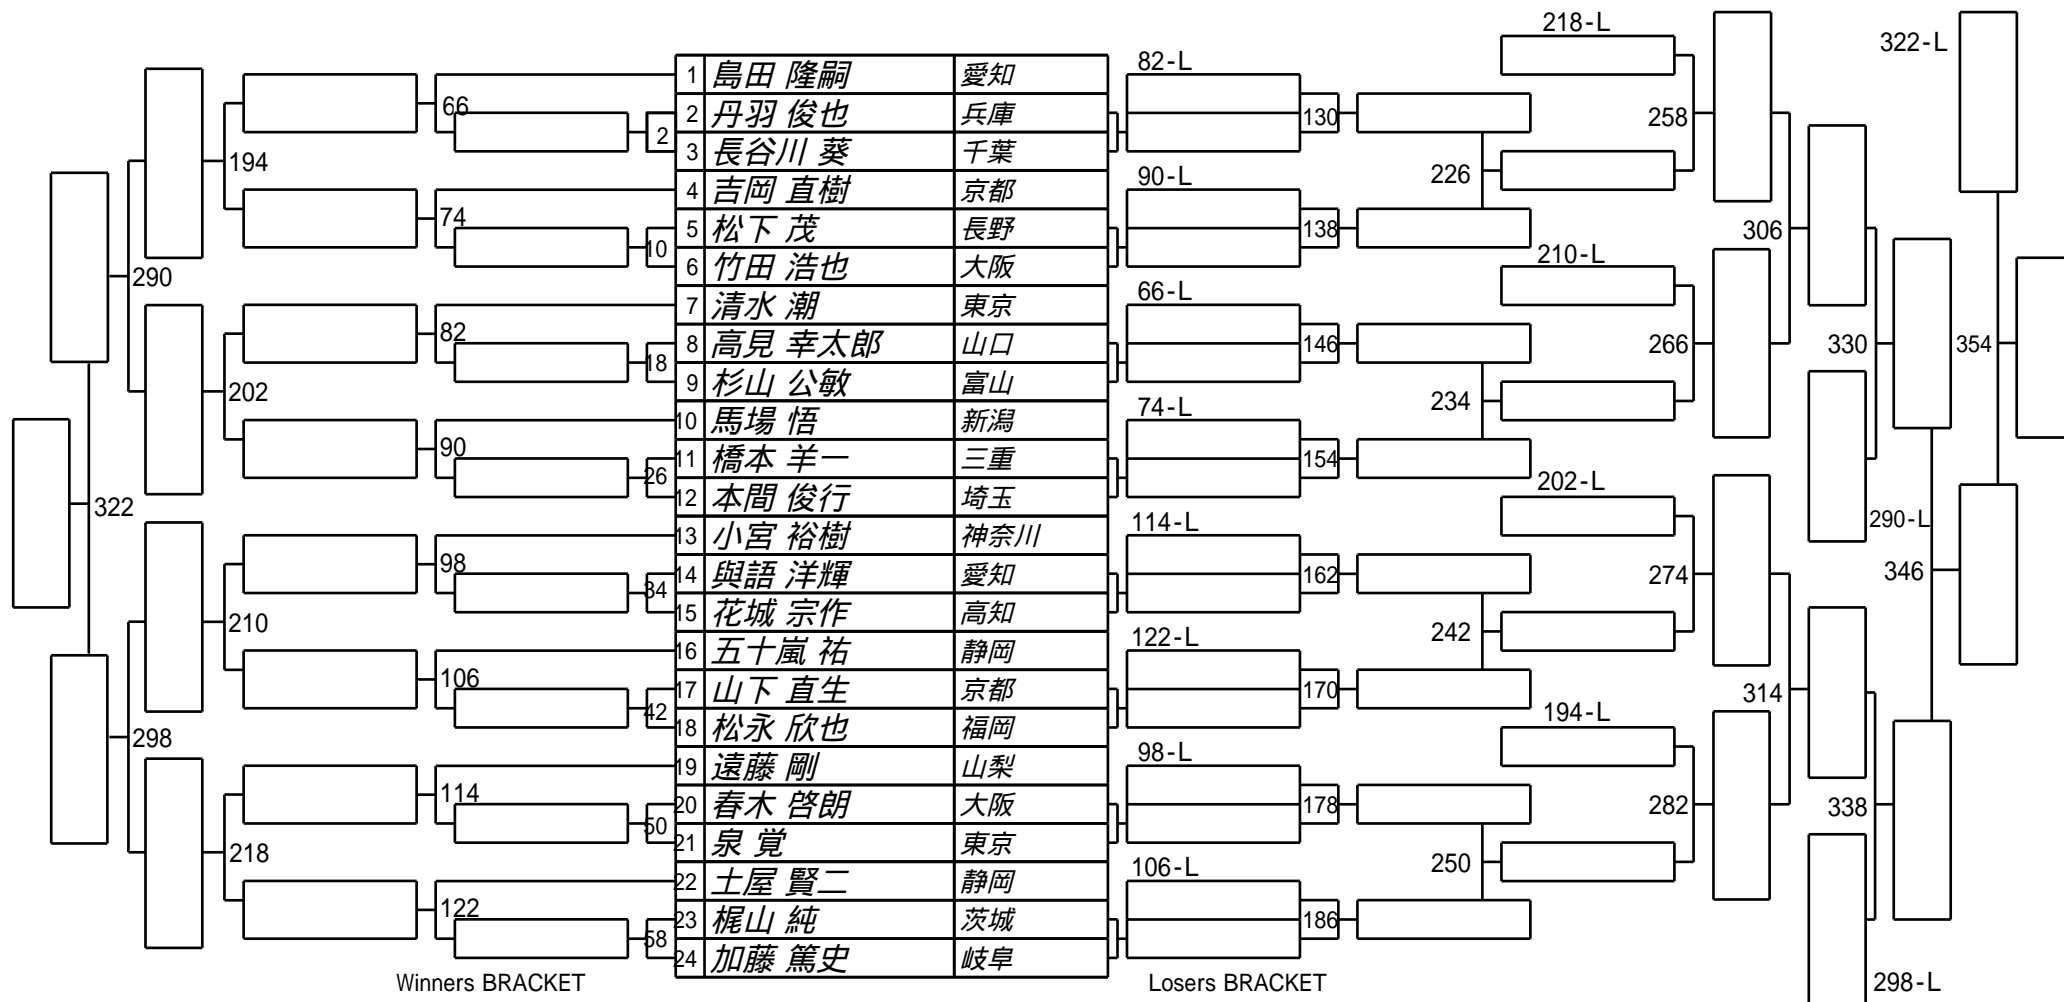 218-L
322-L
1 島田 隆嗣 愛知
82-L
66
2 丹羽 俊也 兵庫
130
258
2
3 長谷川 葵 千葉
194
226
4 吉岡 直樹 京都
90-L
74
5 松下 茂 長野
138
306
10
6 竹田 浩也 大阪
210-L
290
7 清水 潮 東京
66-L
82
8 高見 幸太郎 山口
146
266
330
354
18
9 杉山 公敏 富山
202
234
10 馬場 悟 新潟
74-L
90
11 橋本 羊一 三重
154
26
12 本間 俊行 埼玉
202-L
322
13 小宮 裕樹 神奈川
114-L
290-L
98
14 與語 洋輝 愛知
162
274
346
34
15 花城 宗作 高知
210
242
16 五十嵐 祐 静岡
122-L
106
17 山下 直生 京都
170
314
42
18 松永 欣也 福岡
194-L
298
19 遠藤 剛 山梨
98-L
114
20 春木 啓朗 大阪
178
282
338
50
21 泉 覚 東京
218
250
22 土屋 賢二 静岡
106-L
122
23 梶山 純 茨城
186
58
24 加藤 篤史 岐阜
Winners BRACKET
Losers BRACKET
298-L